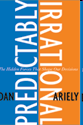 PREDICTABLY
IRRATIONAL
The Hidden Forces That Shape Our Decisions
DAN ARIELY